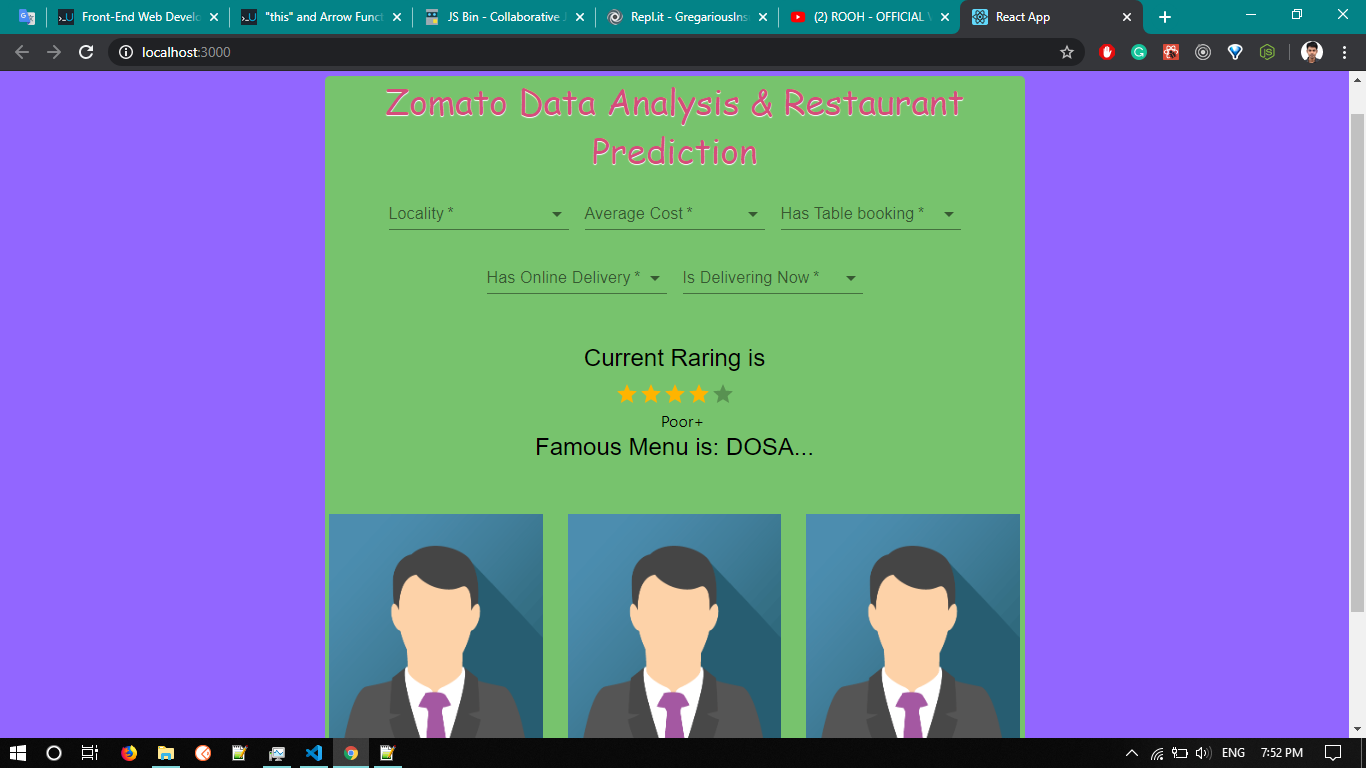 Front-End Web Develo
"this" and Arrow Funct
JS Bin - Collaborative J
Repl.it - GregariousIns
(2) ROOH - OFFICIAL V
React App
localhost:3000
Zomato Data Analysis & Restaurant
Prediction
Locality *
Average Cost *
Has Table booking *
Has Online Delivery *
Is Delivering Now *
Current Raring is
Poor+
Famous Menu is: DOSA...
ENG
7:52 PM